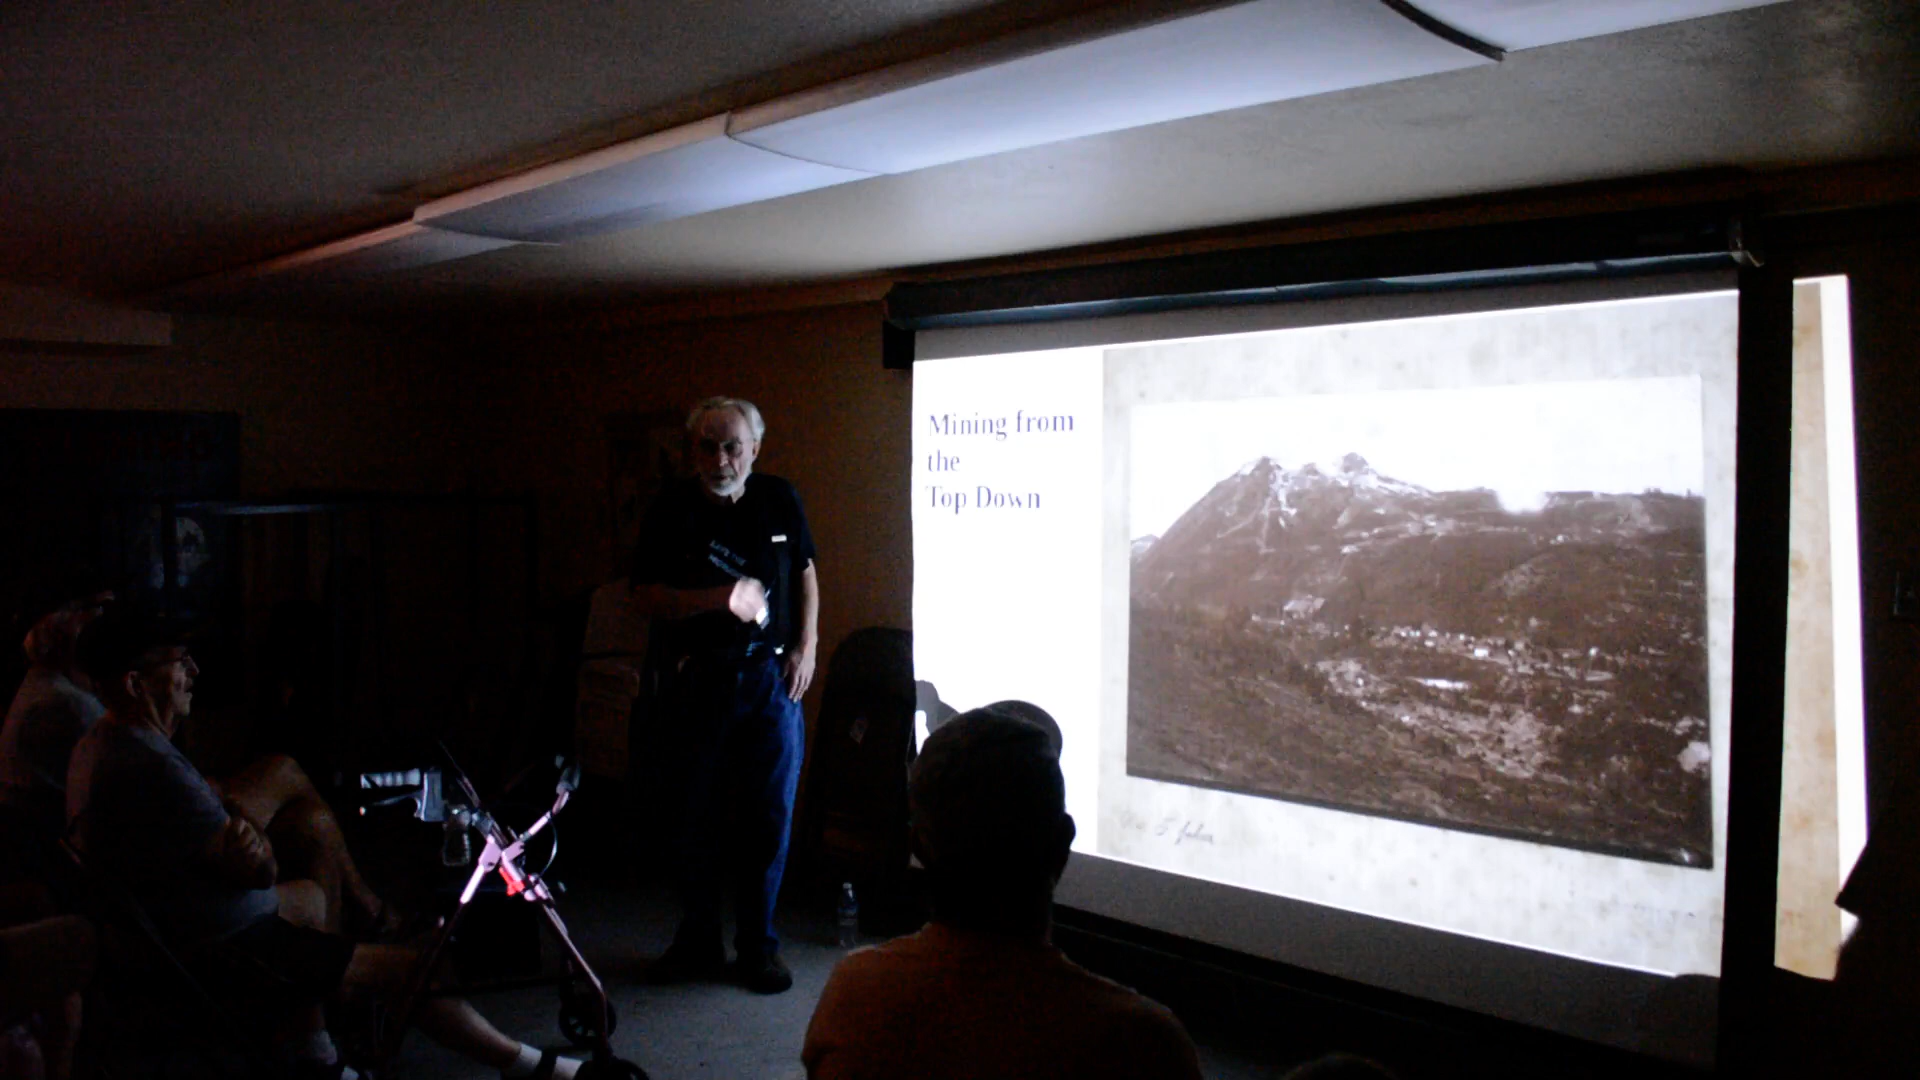 Mining from
the
Top Down